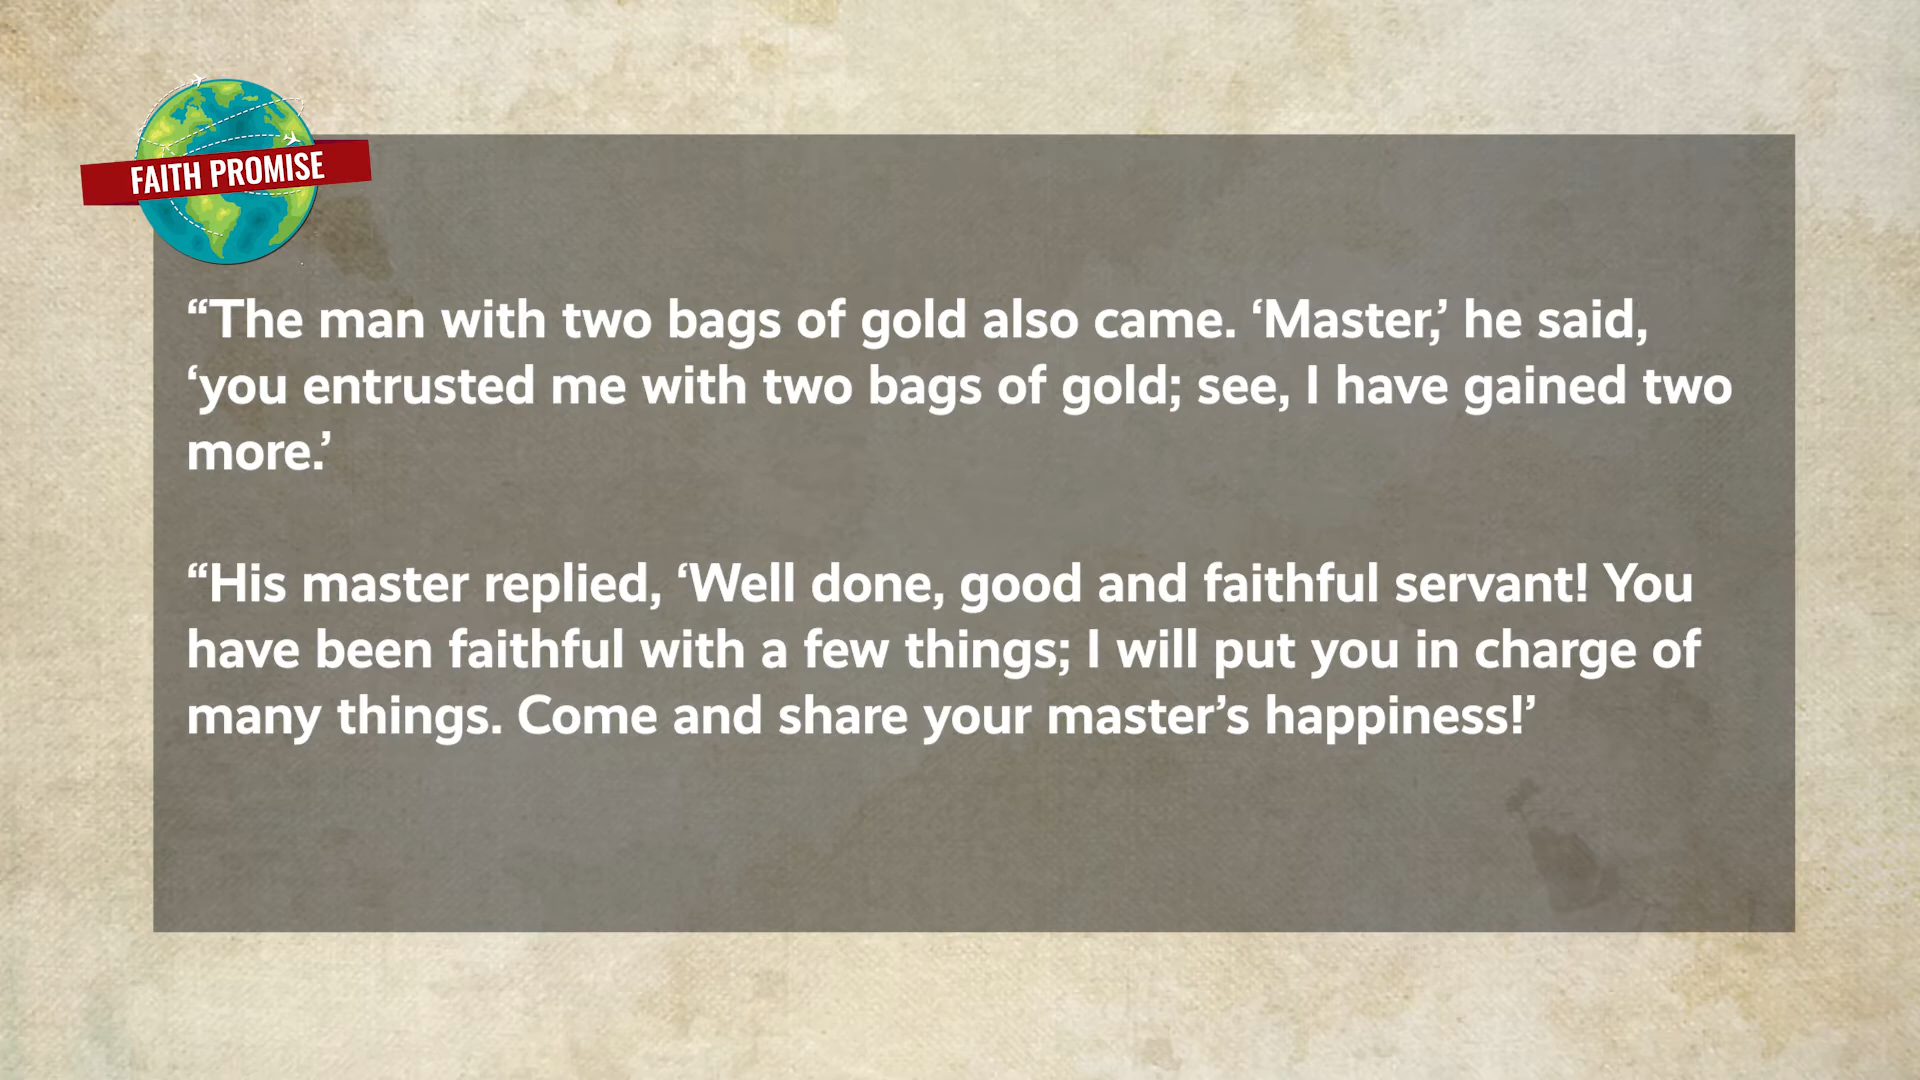 FAITH PROMISE
“The man with two bags of gold also came. ‘Master,’ he said,
‘you entrusted me with two bags of gold; see, I have gained two
more.’
“His master replied, ‘Well done, good and faithful servant! You
have been faithful with a few things; I will put you in charge of
many things. Come and share your master’s happiness!’